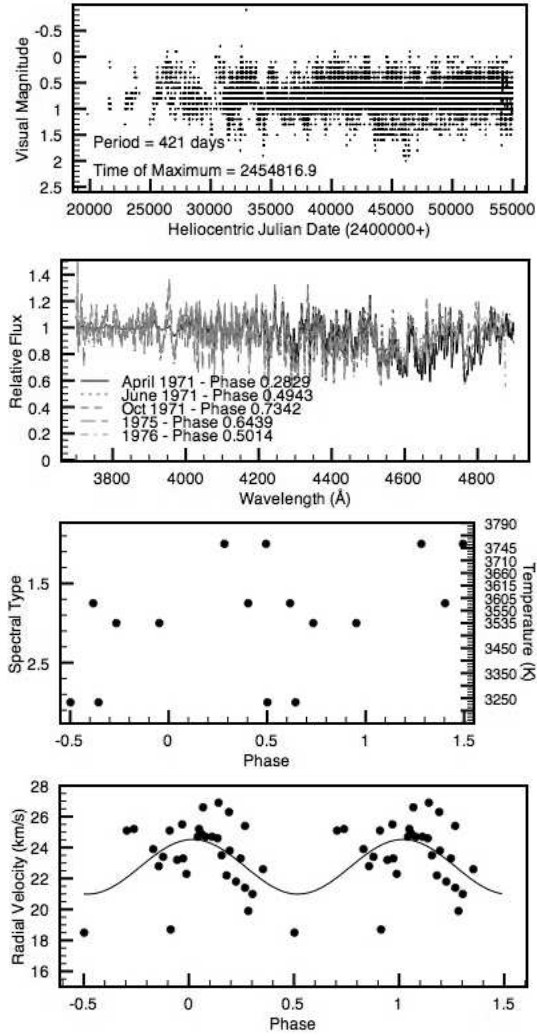 -0.5
0
0.5
1
1.5
2
2.5
Visual Magnitude
Period = 421 days
Time of Maximum = 2454816.9
20000 25000 30000 35000 40000 45000 50000 55000
Heliocentric Julian Date (2400000+)
1.4
1.2
1.0
0.8
0.6
0.4
0.2
0
Relative Flux
April 1971 - Phase 0.2829
June 1971 - Phase 0.4943
Oct 1971 - Phase 0.7342
1975 - Phase 0.6439
1976 - Phase 0.5014
3800 4000 4200 4400 4600 4800
Wavelength (Å)
1.5
2.5
Spectral Type
3790
3745
3710
3660
3615
3605
3550
3535
3450
3350
3250
Temperature (K)
-0.5 0 0.5 1 1.5
Phase
28
26
24
22
20
18
16
Radial Velocity (km/s)
-0.5 0 0.5 1 1.5
Phase